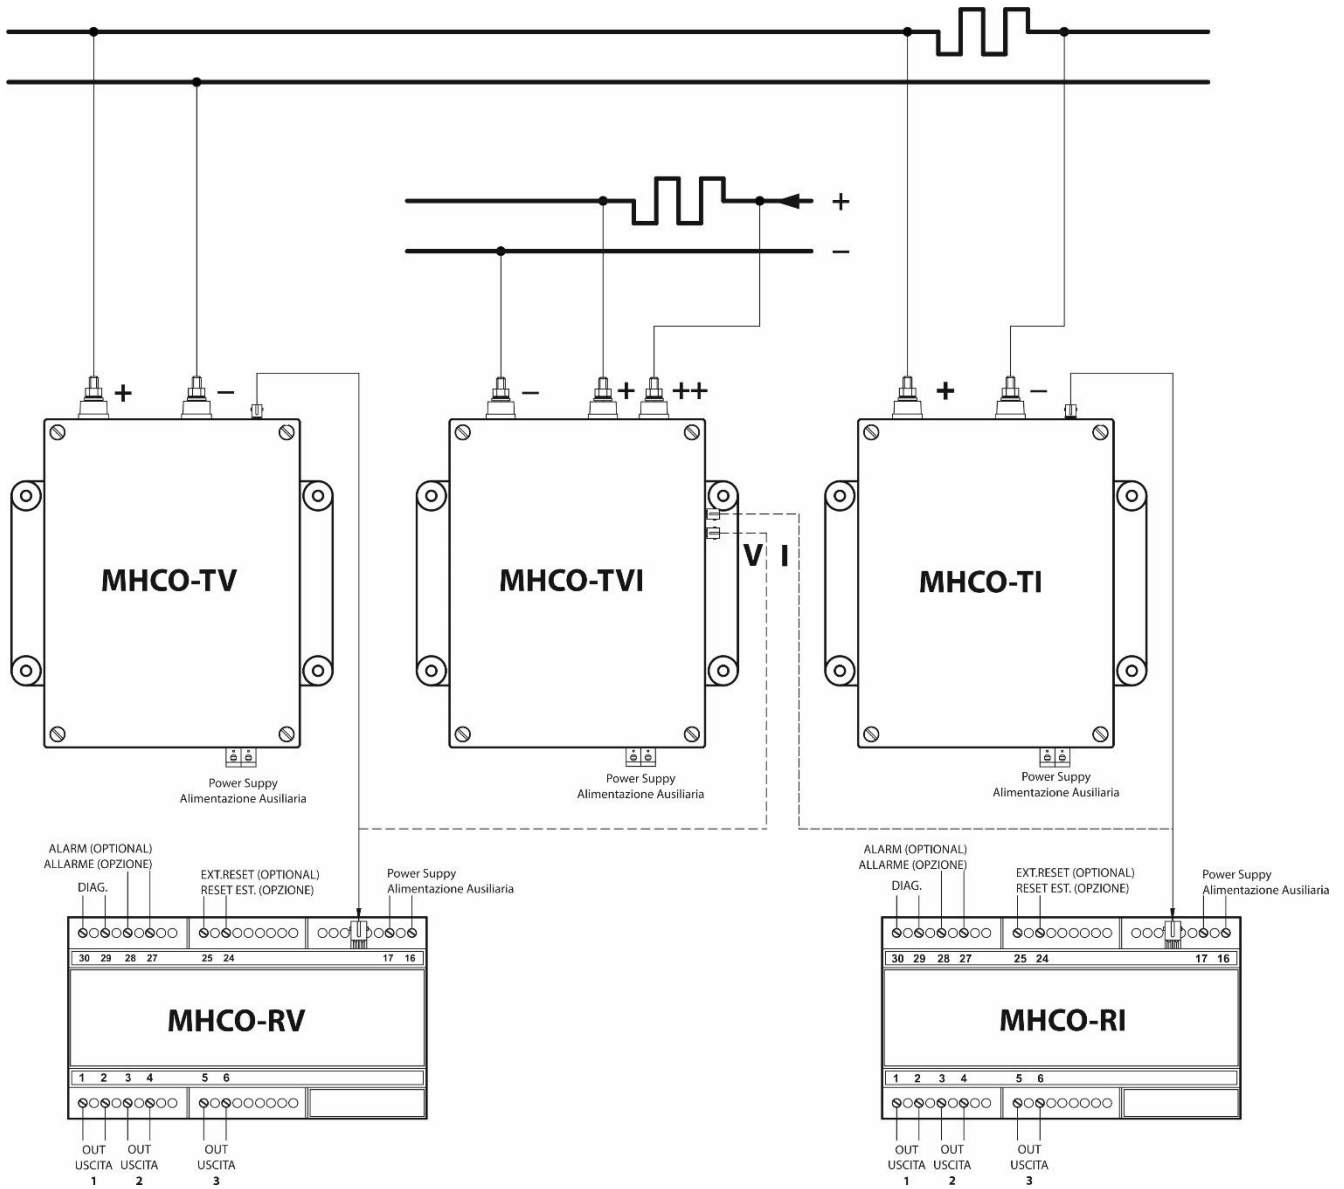 +
−
+
−
−
+
++
+
−
V I
MHCO-TV
MHCO-TVI
MHCO-TI
Power Suppy
Alimentazione Ausiliaria
Power Suppy
Alimentazione Ausiliaria
Power Suppy
Alimentazione Ausiliaria
ALARM (OPTIONAL)
ALLARME (OPZIONE)
DIAG.
EXT.RESET (OPTIONAL)
RESET EST. (OPZIONE)
Power Suppy
Alimentazione Ausiliaria
30 29 28 27 25 24 17 16
MHCO-RV
1 2 3 4 5 6
OUT
USCITA
1
OUT
USCITA
2
OUT
USCITA
3
ALARM (OPTIONAL)
ALLARME (OPZIONE)
DIAG.
EXT.RESET (OPTIONAL)
RESET EST. (OPZIONE)
Power Suppy
Alimentazione Ausiliaria
30 29 28 27 25 24 17 16
MHCO-RI
1 2 3 4 5 6
OUT
USCITA
1
OUT
USCITA
2
OUT
USCITA
3